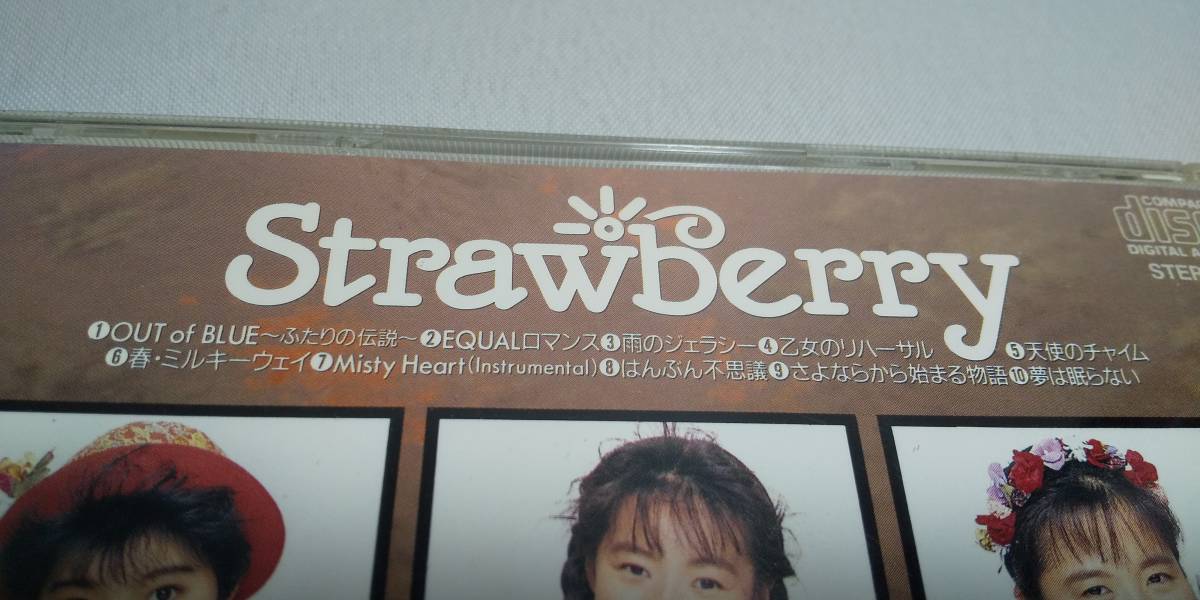 Strawberry
❶OUT of BLUE～ふたりの伝説～❷EQUALロマンス❸雨のジェラシー❹乙女のリハーサル ❺天使のチャイム
❻春・ミルキーウェイ❼Misty Heart(Instrumental)❽はんぶん不思議❾さよならから始まる物語❿夢は眠らない
COMPA
disc
DIGITAL A
STER